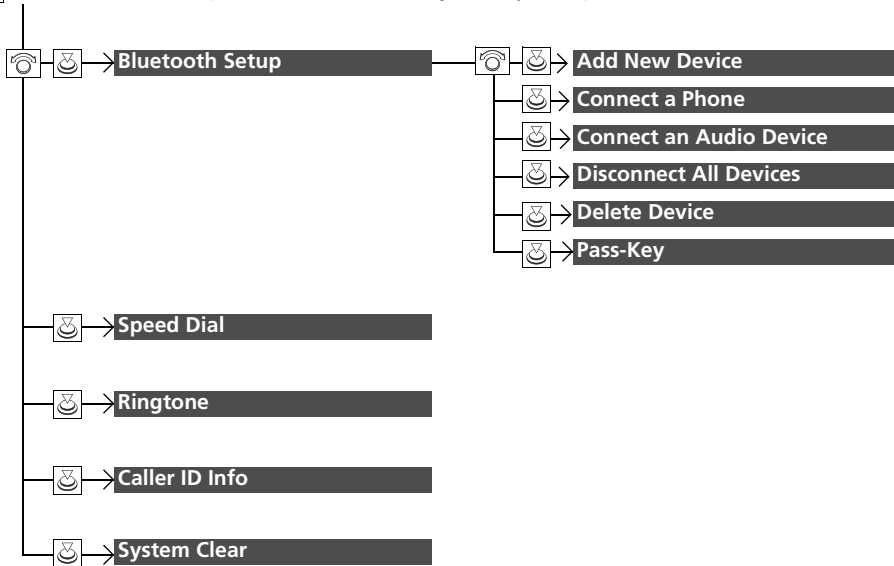 Bluetooth Setup
Add New Device
Connect a Phone
Connect an Audio Device
Disconnect All Devices
Delete Device
Pass-Key
Speed Dial
Ringtone
Caller ID Info
System Clear